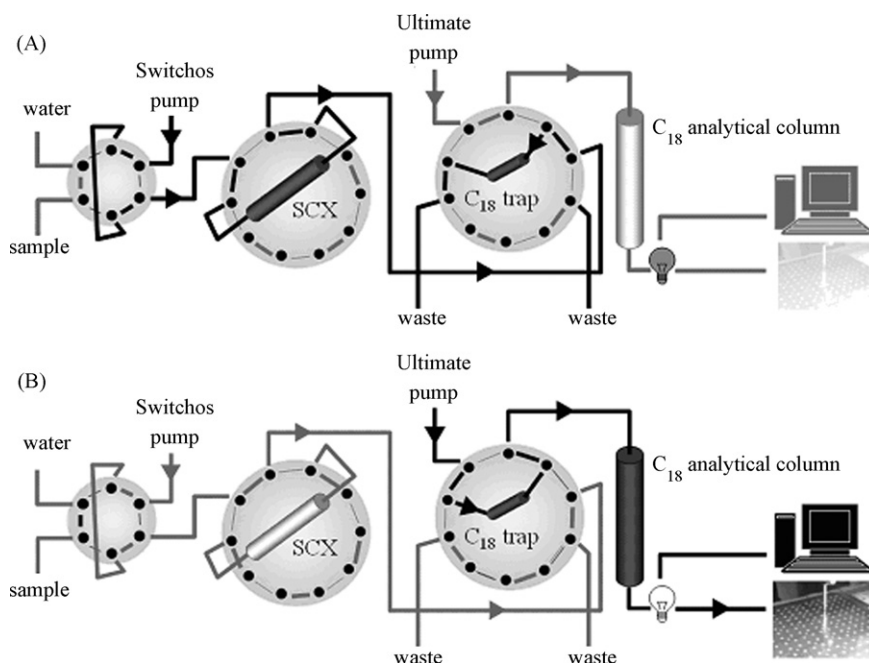 (A)
Ultimate
pump
Switchos
pump
water
C18 analytical column
SCX
C18 trap
sample
waste
waste
(B)
Ultimate
pump
Switchos
pump
water
C18 analytical column
SCX
C18 trap
sample
waste
waste